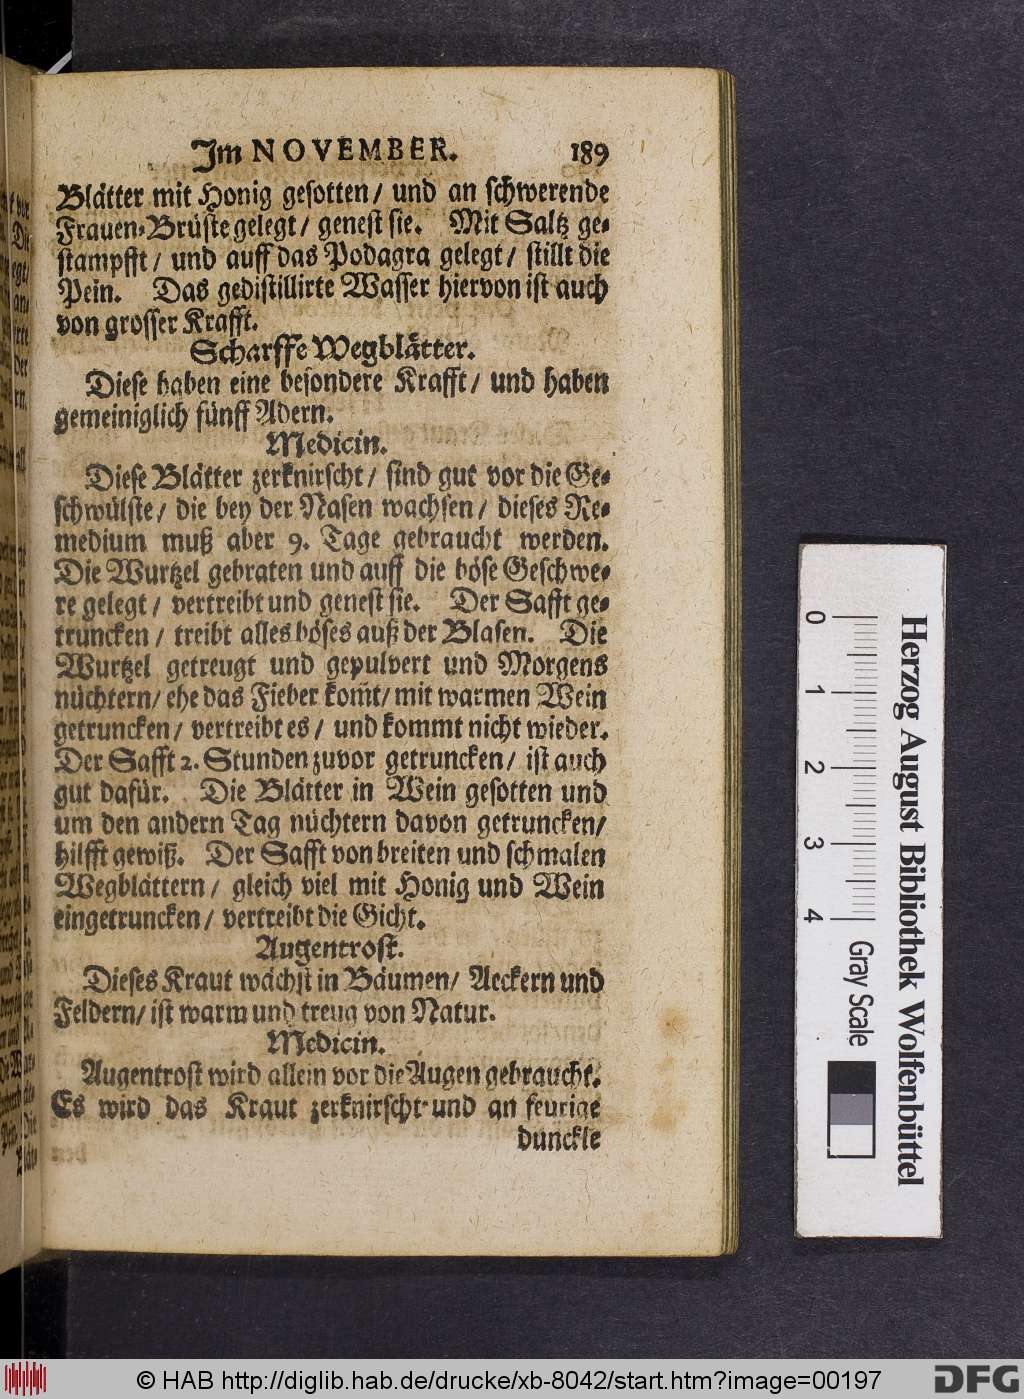 Im NOVEMBER. 189
Blätter mit Honig gesotten / und an schwerende
Frauen-Brüste gelegt / genest sie. Mit Saltz ge-
stampfft / und auff das Podagra gelegt / stillt die
Pein. Das gedistillirte Wasser hiervon ist auch
von grosser Krafft.
Scharffe Wegblätter.
Diese haben eine besondere Krafft / und haben
gemeiniglich fünff Adern.
Medicin.
Diese Blätter zerknirscht / sind gut vor die Ge-
schwülste / die bey der Nasen wachsen / dieses Re-
medium muß aber 9. Tage gebraucht werden.
Die Wurtzel gebraten und auff die böse Geschwe-
re gelegt / vertreibt und genest sie. Der Safft ge-
truncken / treibt alles böses auß der Blasen. Die
Wurtzel getreugt und gepulvert und Morgens
nüchtern / ehe das Fieber kom̃t / mit warmen Wein
getruncken / vertreibt es / und kommt nicht wieder.
Der Safft 2. Stunden zuvor getruncken / ist auch
gut dafür. Die Blätter in Wein gesotten und
um den andern Tag nüchtern davon getruncken /
hilfft gewiß. Der Safft von breiten und schmalen
Wegblättern / gleich viel mit Honig und Wein
eingetruncken / vertreibt die Gicht.
Augentrost.
Dieses Kraut wächst in Bäumen / Aeckern und
Feldern / ist warm und treug von Natur.
Medicin.
Augentrost wird allein vor die Augen gebraucht.
Es wird das Kraut zerknirscht und an feurige
dunckle
0 1 2 3 4
Gray Scale
Herzog August Bibliothek Wolfenbüttel
© HAB http://diglib.hab.de/drucke/xb-8042/start.htm?image=00197
DFG